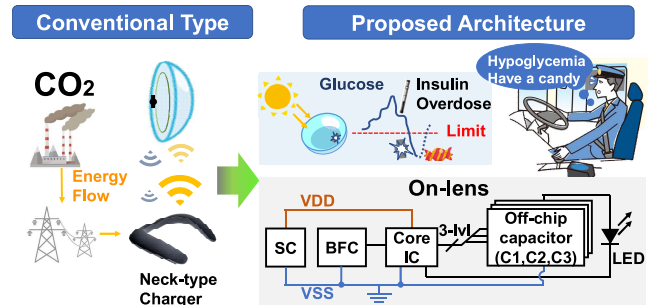 Conventional Type
Proposed Architecture
CO2
Energy
Flow
Neck-type
Charger
Glucose
Insulin
Overdose
Limit
Hypoglycemia
Have a candy
On-lens
VDD
SC
BFC
Core
IC
3-lvl
Off-chip
capacitor
(C1,C2,C3)
LED
VSS